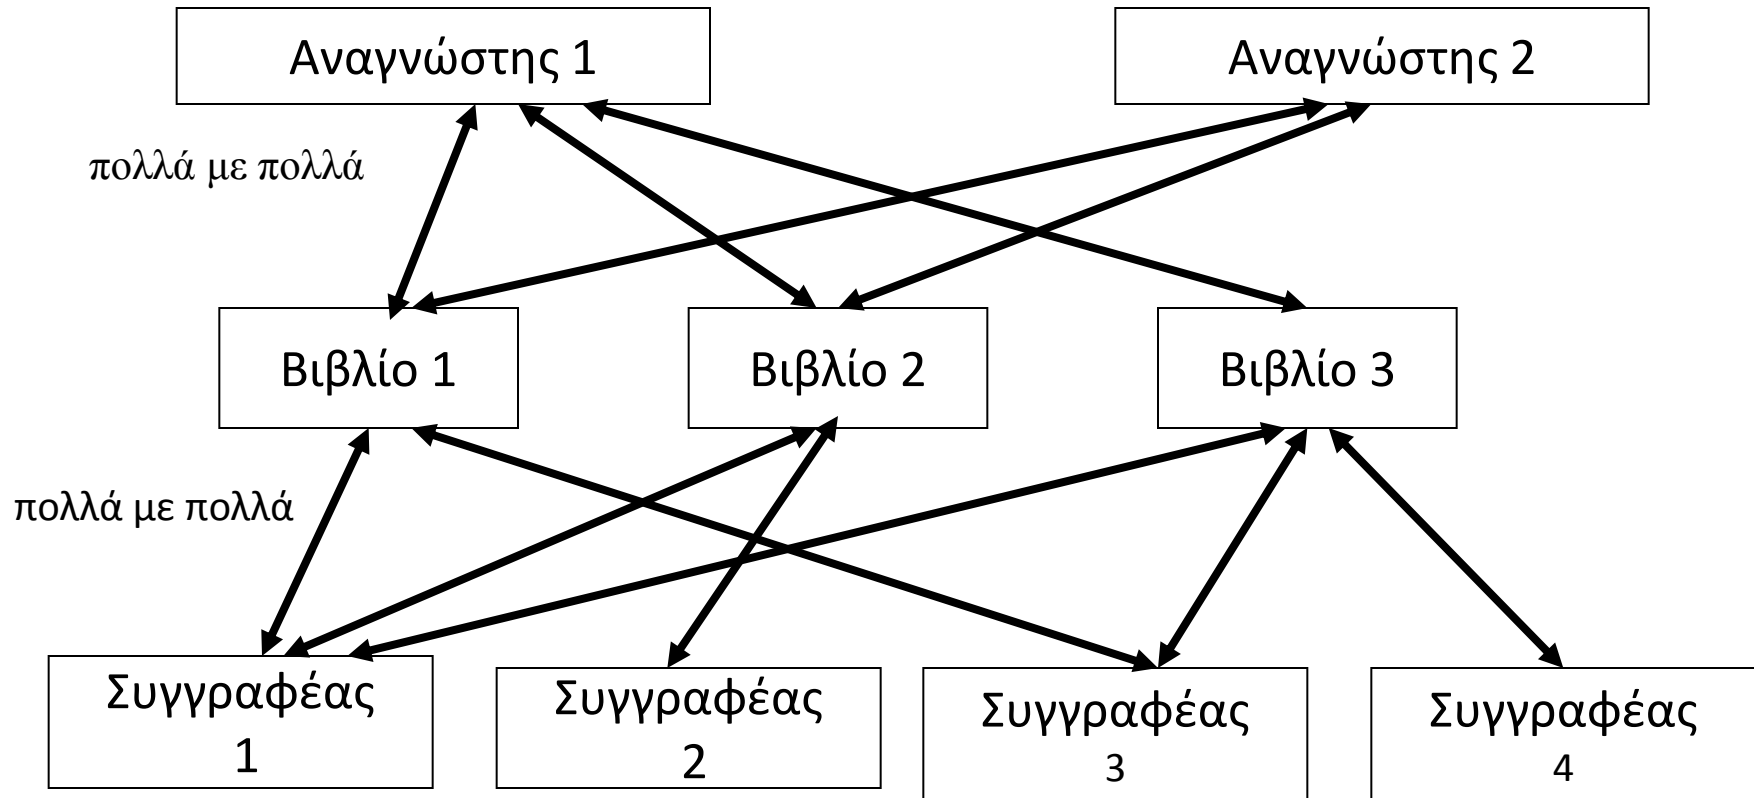 Αναγνώστης 1
Αναγνώστης 2
πολλά με πολλά
Βιβλίο 1
Βιβλίο 2
Βιβλίο 3
πολλά με πολλά
Συγγραφέας
1
Συγγραφέας
2
Συγγραφέας
3
Συγγραφέας
4